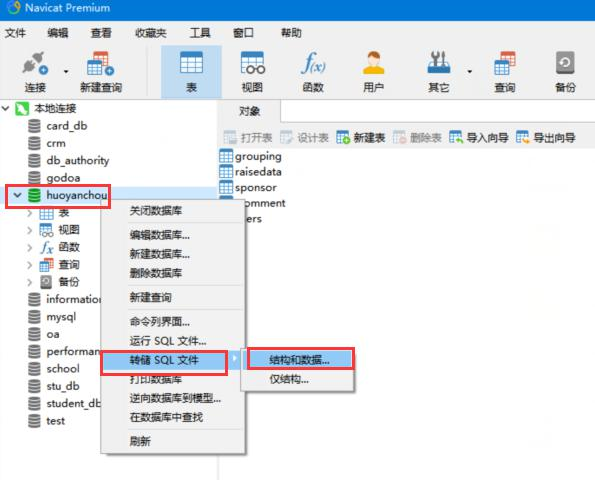 Navicat Premium
文件 编辑 查看 收藏夹 工具 窗口 帮助
连接 新建查询 表 视图 函数 用户 其它 查询 备份
f(x)
对象
打开表 设计表 新建表 删除表 导入向导 导出向导
本地连接
card_db
crm
db_authority
godoa
huoyanchou
表
视图
fx 函数
查询
备份
information
mysql
oa
performan
school
stu_db
student_db
test
grouping
raisedata
sponsor
omment
ers
关闭数据库
编辑数据库...
新建数据库...
删除数据库
新建查询
命令列界面...
运行 SQL 文件...
转储 SQL 文件
打印数据库
逆向数据库到模型...
在数据库中查找
刷新
结构和数据...
仅结构...